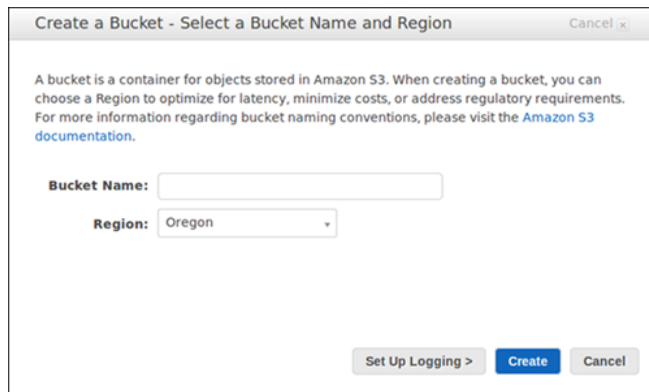 Create a Bucket - Select a Bucket Name and Region
Cancel x
A bucket is a container for objects stored in Amazon S3. When creating a bucket, you can
choose a Region to optimize for latency, minimize costs, or address regulatory requirements.
For more information regarding bucket naming conventions, please visit the Amazon S3
documentation.
Bucket Name:
Region: Oregon
Set Up Logging > Create Cancel